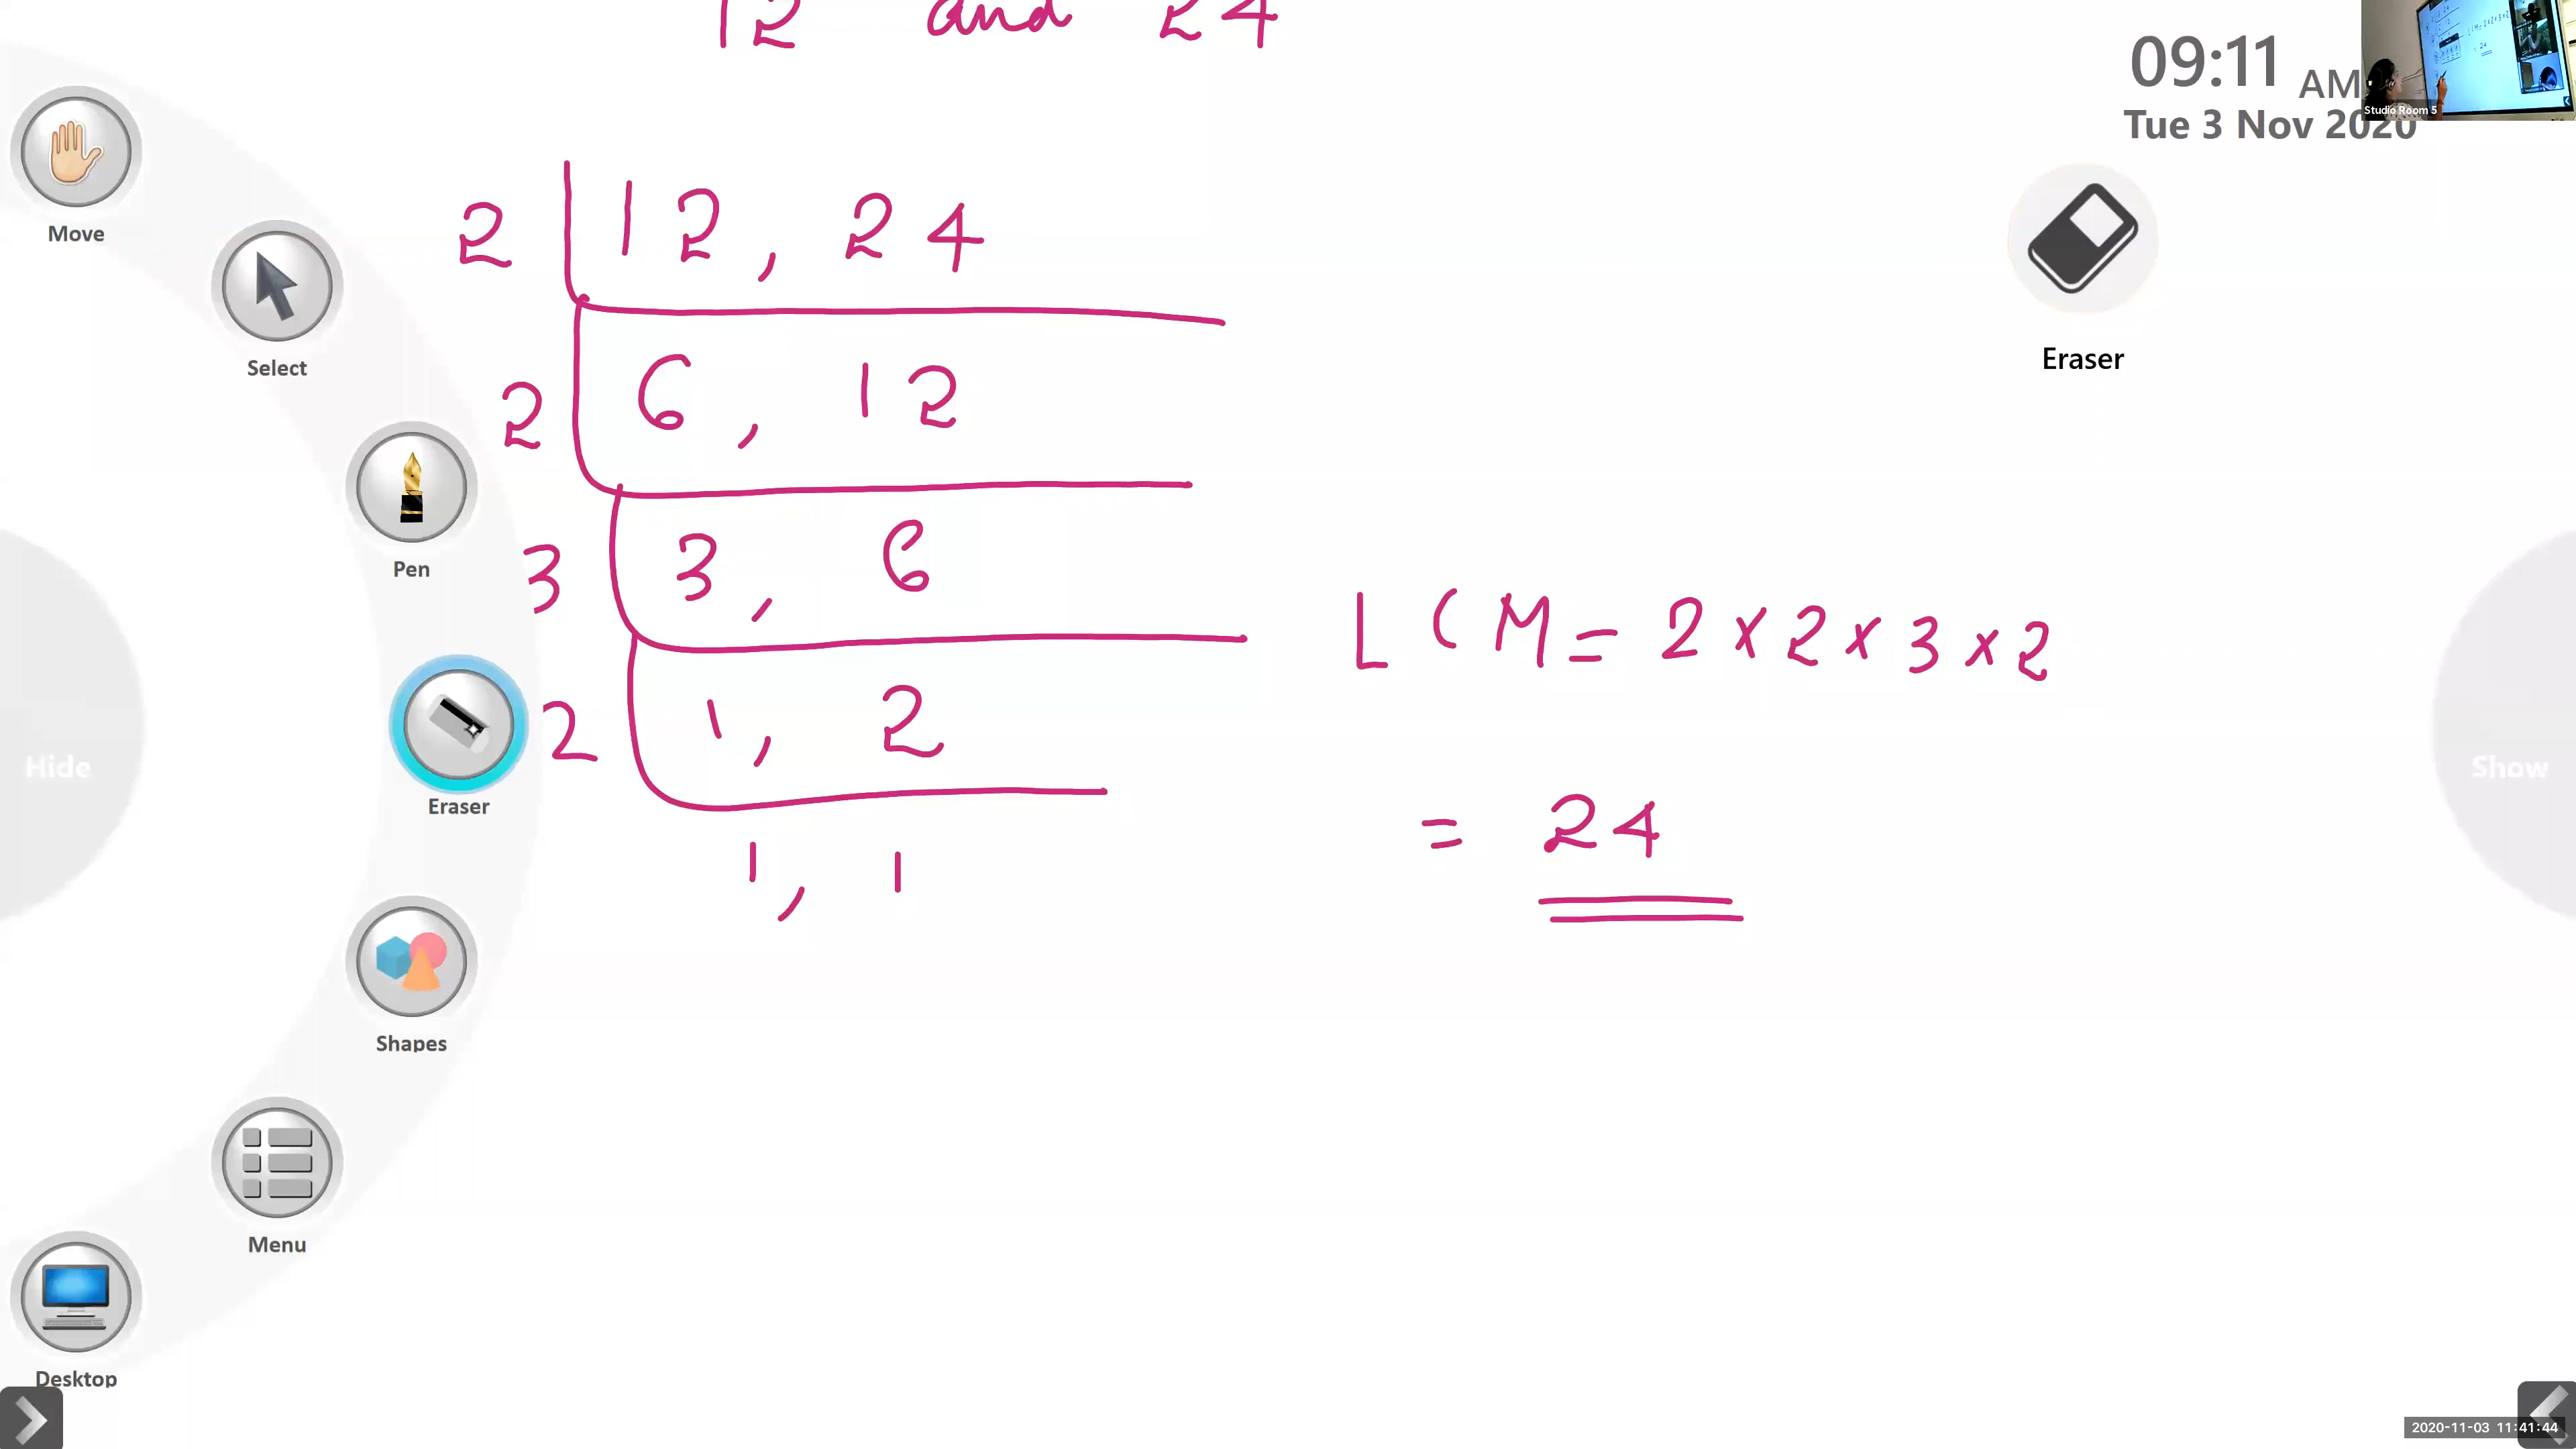 12 and 24
09:11 AM
Studio Room 5
Tue 3 Nov 2020
Move
Select
Pen
Eraser
Shapes
Menu
Desktop
Hide
Show
Eraser
2 12, 24
2 6, 12
3 3, 6
2 1, 2
1, 1
LCM = 2 × 2 × 3 × 2
= 24
2020-11-03 11:41:44